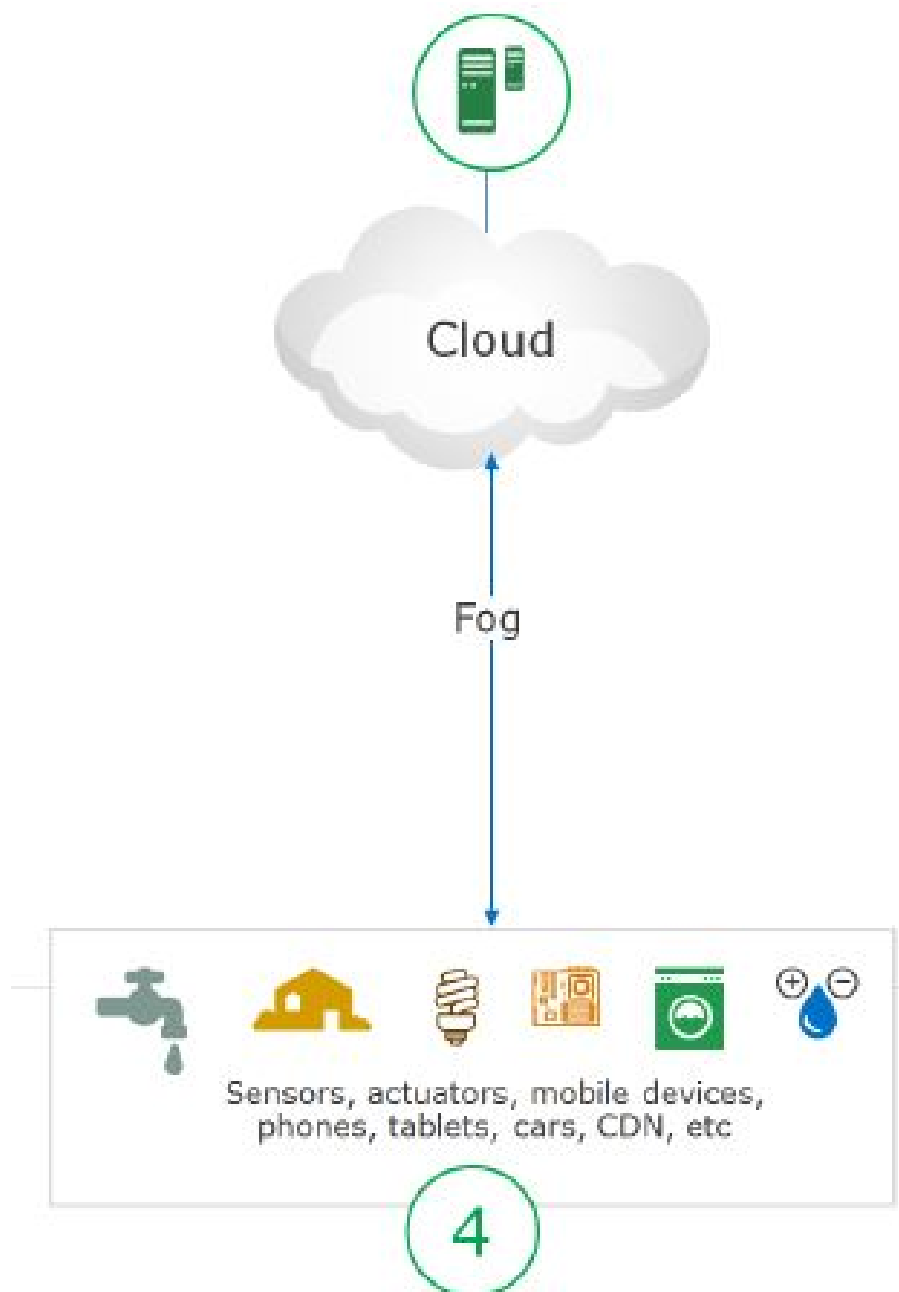 Cloud
Fog
Sensors, actuators, mobile devices,
phones, tablets, cars, CDN, etc
4